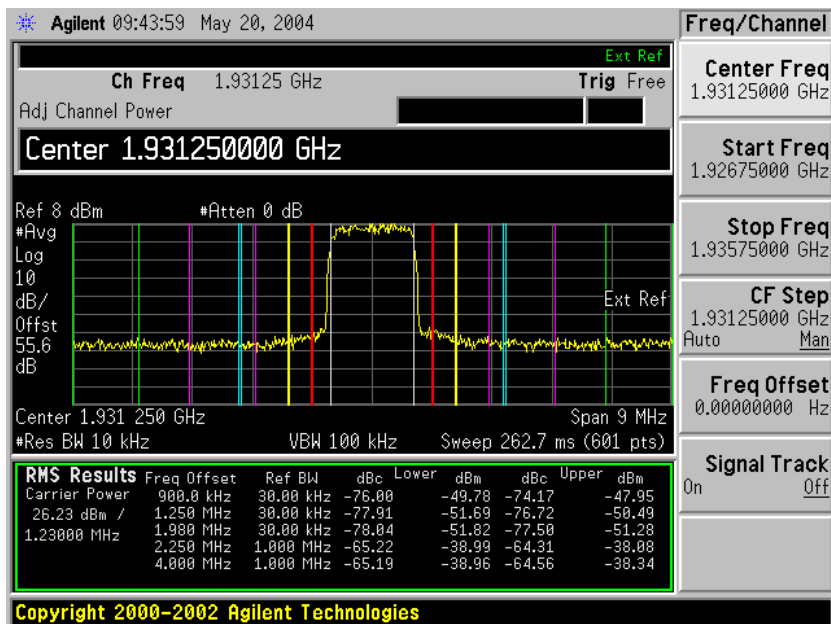 Agilent 09:43:59 May 20, 2004
Freq/Channel
Ext Ref
Ch Freq 1.93125 GHz Trig Free
Adj Channel Power
Center 1.931250000 GHz
Ref 8 dBm #Atten 0 dB
#Avg
Log
10
dB/
Offst
55.6
dB
Ext Ref
Center 1.931 250 GHz Span 9 MHz
#Res BW 10 kHz VBW 100 kHz Sweep 262.7 ms (601 pts)
RMS Results Freq Offset Ref BW dBc Lower dBm dBc Upper dBm
Carrier Power 900.0 kHz 30.00 kHz -76.00 -49.78 -74.17 -47.95
26.23 dBm / 1.250 MHz 30.00 kHz -77.91 -51.69 -76.72 -50.49
1.23000 MHz 1.980 MHz 30.00 kHz -78.04 -51.82 -77.50 -51.28
2.250 MHz 1.000 MHz -65.22 -38.99 -64.31 -38.08
4.000 MHz 1.000 MHz -65.19 -38.96 -64.56 -38.34
Center Freq
1.93125000 GHz
Start Freq
1.92675000 GHz
Stop Freq
1.93575000 GHz
CF Step
1.93125000 GHz
Auto Man
Freq Offset
0.00000000 Hz
Signal Track
On Off
Copyright 2000-2002 Agilent Technologies